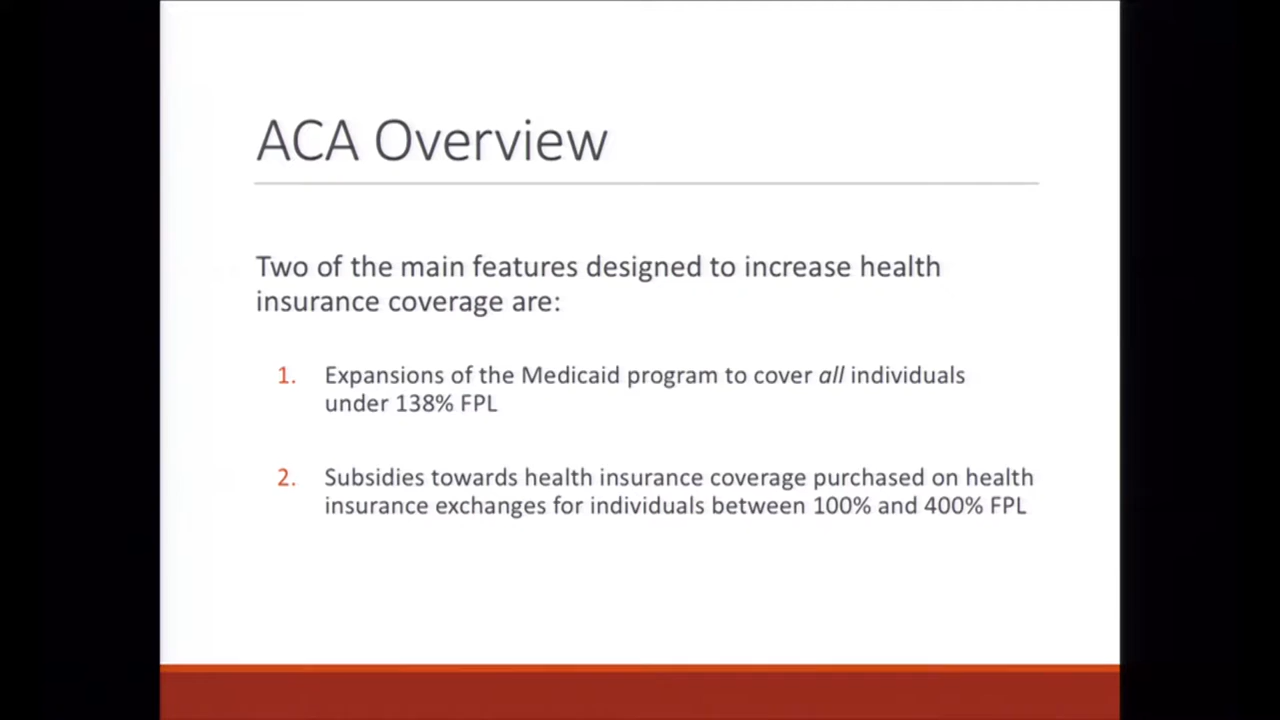 ACA Overview
Two of the main features designed to increase health
insurance coverage are:
1. Expansions of the Medicaid program to cover all individuals
under 138% FPL
2. Subsidies towards health insurance coverage purchased on health
insurance exchanges for individuals between 100% and 400% FPL